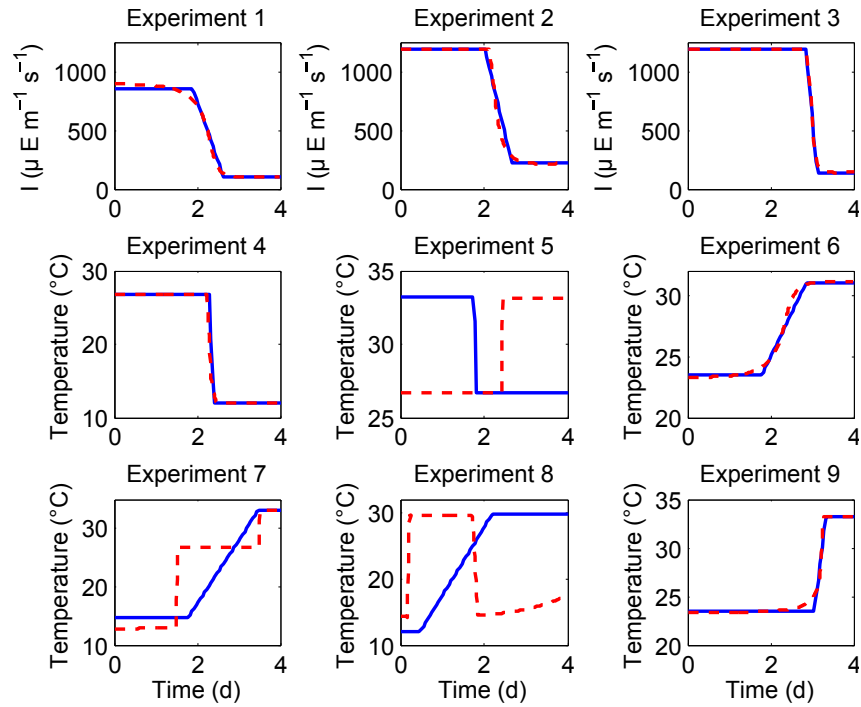 Experiment 1
Experiment 2
Experiment 3
I (μ E m⁻¹ s⁻¹)
1000
500
0
0 2 4
I (μ E m⁻¹ s⁻¹)
1000
500
0
0 2 4
I (μ E m⁻¹ s⁻¹)
1000
500
0
0 2 4
Experiment 4
Experiment 5
Experiment 6
Temperature (°C)
30
20
10
0 2 4
Temperature (°C)
35
30
25
0 2 4
Temperature (°C)
30
25
20
0 2 4
Experiment 7
Experiment 8
Experiment 9
Temperature (°C)
30
20
10
0 2 4
Time (d)
Temperature (°C)
30
20
10
0 2 4
Time (d)
Temperature (°C)
35
30
25
20
0 2 4
Time (d)